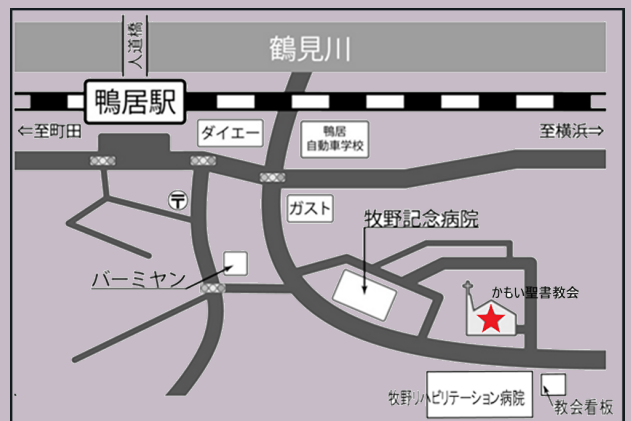 人道橋
鶴見川
鴨居駅
⇐至町田
ダイエー
鴨居
自動車学校
至横浜⇒
〒
ガスト
牧野記念病院
バーミヤン
かもい聖書教会
牧野リハビリテーション病院
教会看板